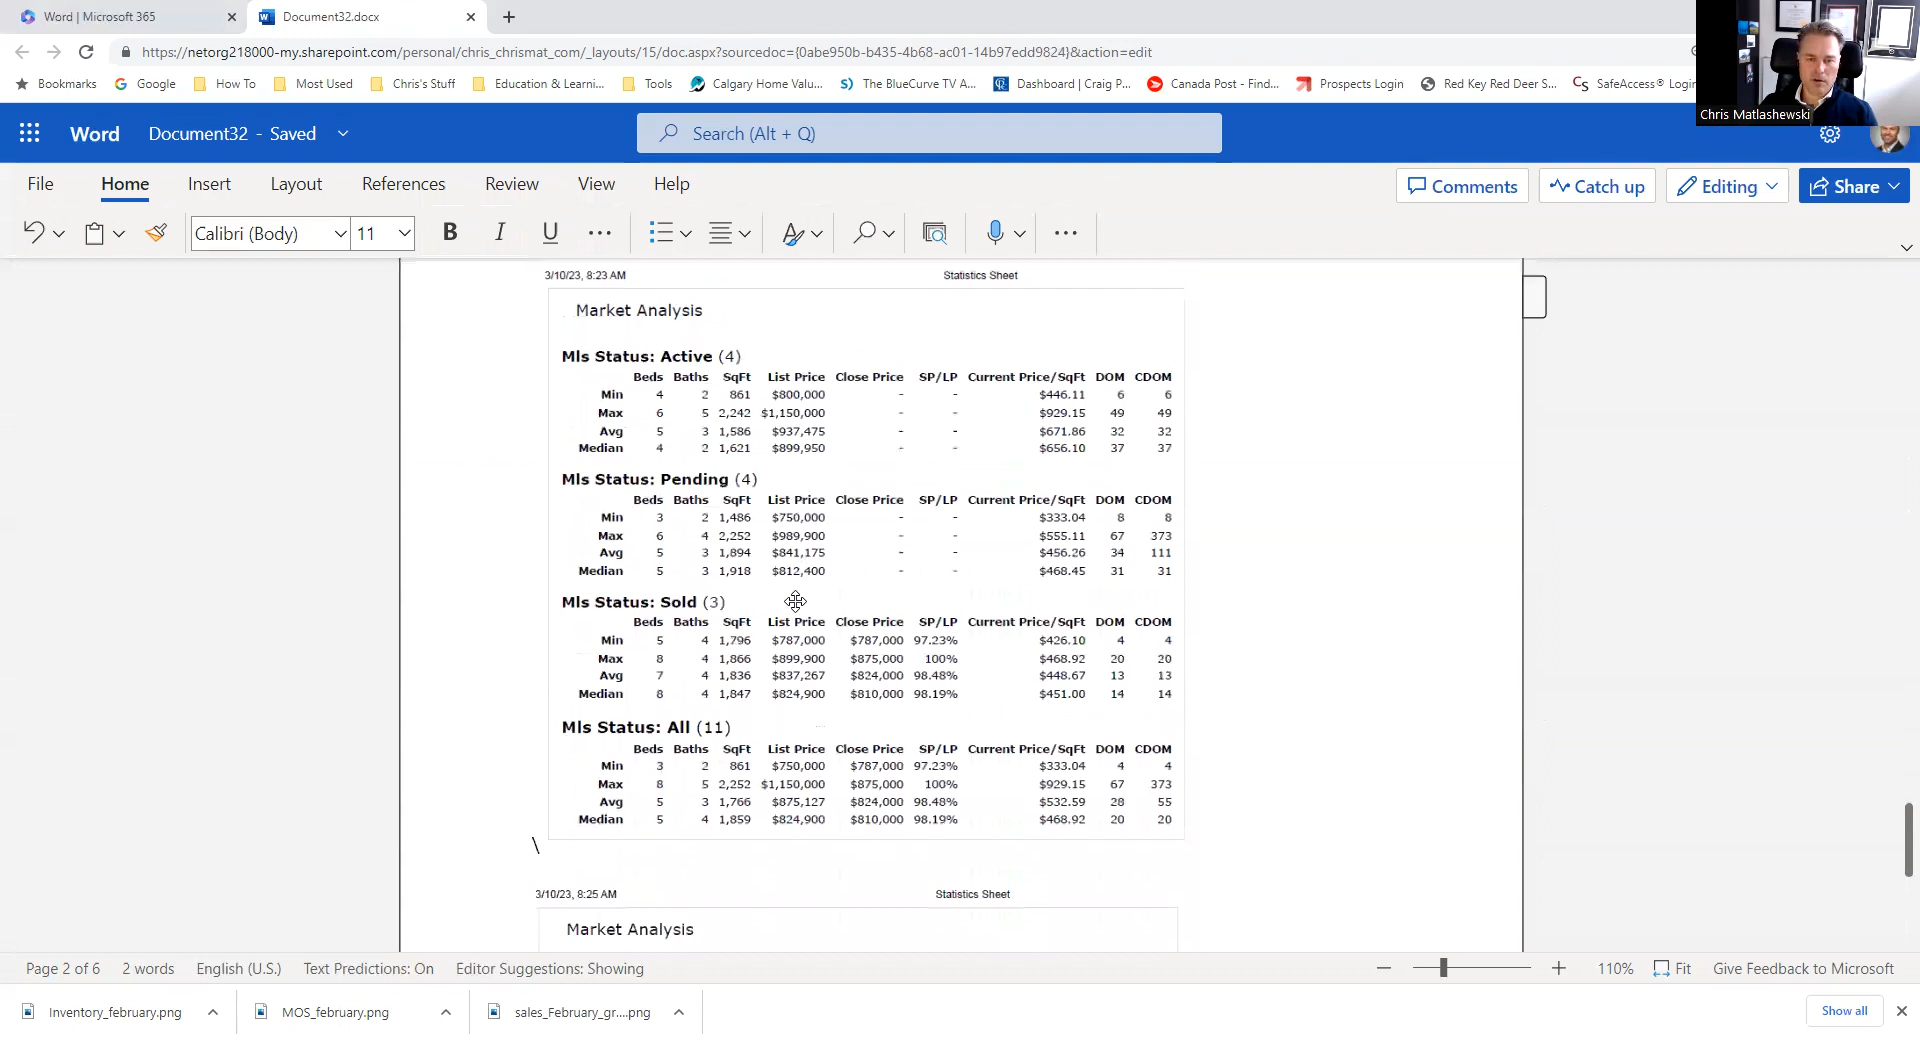 Word | Microsoft 365
Document32.docx
https://netorg218000-my.sharepoint.com/personal/chris_chrismat_com/_layouts/15/doc.aspx?sourcedoc={0abe950b-b435-4b68-ac01-14b97edd9824}&action=edit
Bookmarks Google How To Most Used Chris's Stuff Education & Learni... Tools Calgary Home Valu... The BlueCurve TV A... Dashboard | Craig P... Canada Post - Find... Prospects Login Red Key Red Deer S... SafeAccess® Login
Chris Matlashewski
Word Document32 - Saved Search (Alt + Q)
File Home Insert Layout References Review View Help Comments Catch up Editing Share
Calibri (Body) 11 B I U ...
3/10/23, 8:23 AM Statistics Sheet
Market Analysis
Mls Status: Active (4)
Beds Baths SqFt List Price Close Price SP/LP Current Price/SqFt DOM CDOM
Min 4 2 861 $800,000 - - $446.11 6 6
Max 6 5 2,242 $1,150,000 - - $929.15 49 49
Avg 5 3 1,586 $937,475 - - $671.86 32 32
Median 4 2 1,621 $899,950 - - $656.10 37 37
Mls Status: Pending (4)
Beds Baths SqFt List Price Close Price SP/LP Current Price/SqFt DOM CDOM
Min 3 2 1,486 $750,000 - - $333.04 8 8
Max 6 4 2,252 $989,900 - - $555.11 67 373
Avg 5 3 1,894 $841,175 - - $456.26 34 111
Median 5 3 1,918 $812,400 - - $468.45 31 31
Mls Status: Sold (3)
Beds Baths SqFt List Price Close Price SP/LP Current Price/SqFt DOM CDOM
Min 5 4 1,796 $787,000 $787,000 97.23% $426.10 4 4
Max 8 4 1,866 $899,900 $875,000 100% $468.92 20 20
Avg 7 4 1,836 $837,267 $824,000 98.48% $448.67 13 13
Median 8 4 1,847 $824,900 $810,000 98.19% $451.00 14 14
Mls Status: All (11)
Beds Baths SqFt List Price Close Price SP/LP Current Price/SqFt DOM CDOM
Min 3 2 861 $750,000 $787,000 97.23% $333.04 4 4
Max 8 5 2,252 $1,150,000 $875,000 100% $929.15 67 373
Avg 5 3 1,766 $875,127 $824,000 98.48% $532.59 28 55
Median 5 4 1,859 $824,900 $810,000 98.19% $468.92 20 20
\
3/10/23, 8:25 AM Statistics Sheet
Market Analysis
Page 2 of 6 2 words English (U.S.) Text Predictions: On Editor Suggestions: Showing 110% Fit Give Feedback to Microsoft
Inventory_february.png MOS_february.png sales_February_gr....png Show all